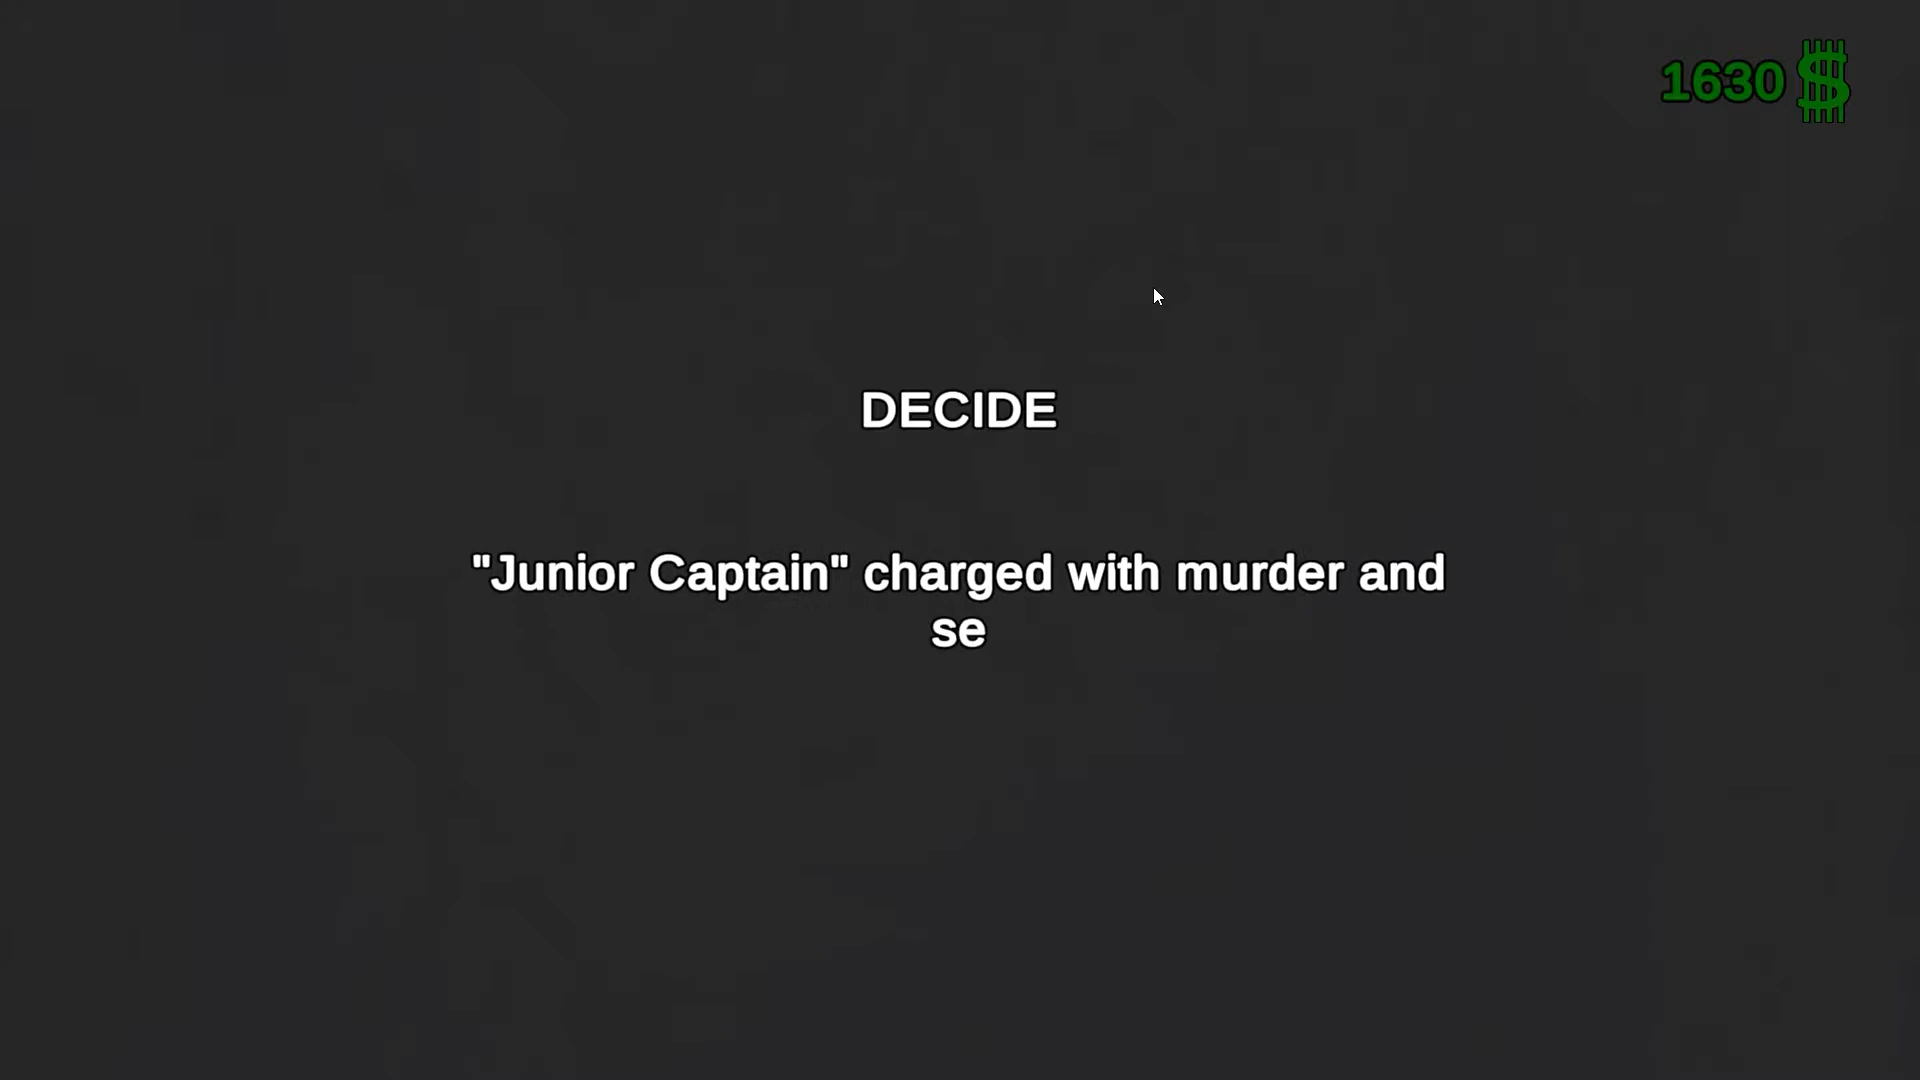 1630 $
DECIDE
"Junior Captain" charged with murder and
se